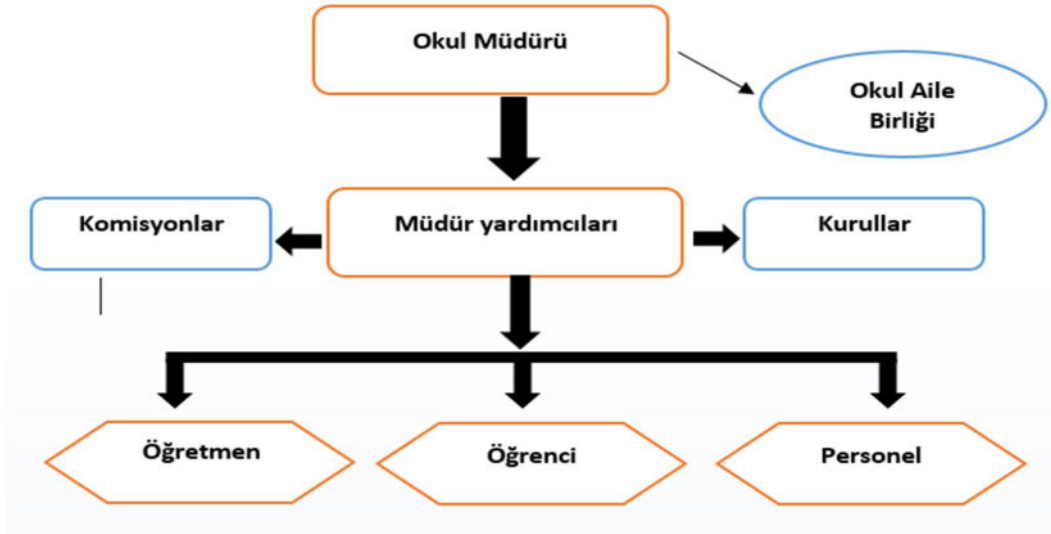 Okul Müdürü
Okul Aile
Birliği
Komisyonlar
Müdür yardımcıları
Kurullar
Öğretmen
Öğrenci
Personel